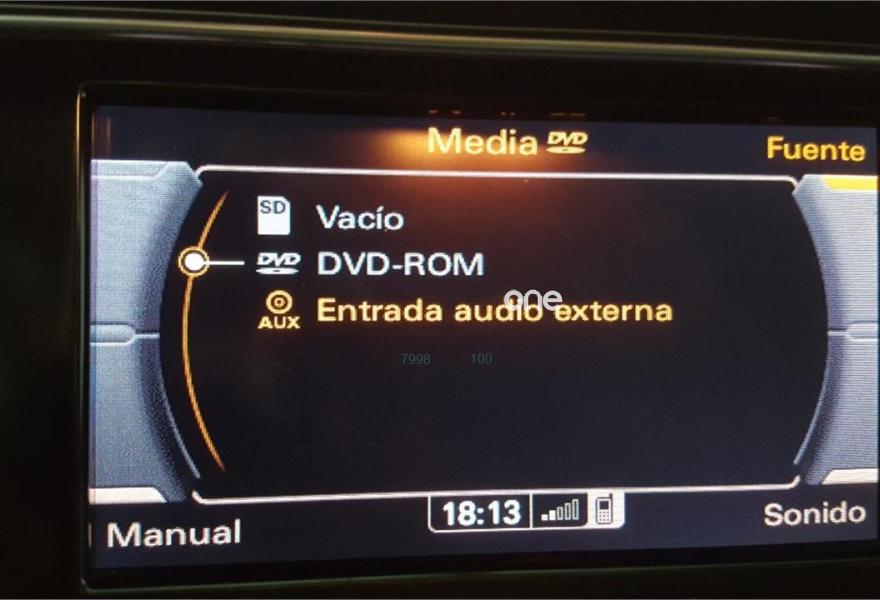 Media DVD
Fuente
SD Vacío
DVD DVD-ROM
AUX Entrada audio externa
one
7998 100
Manual
18:13
Sonido